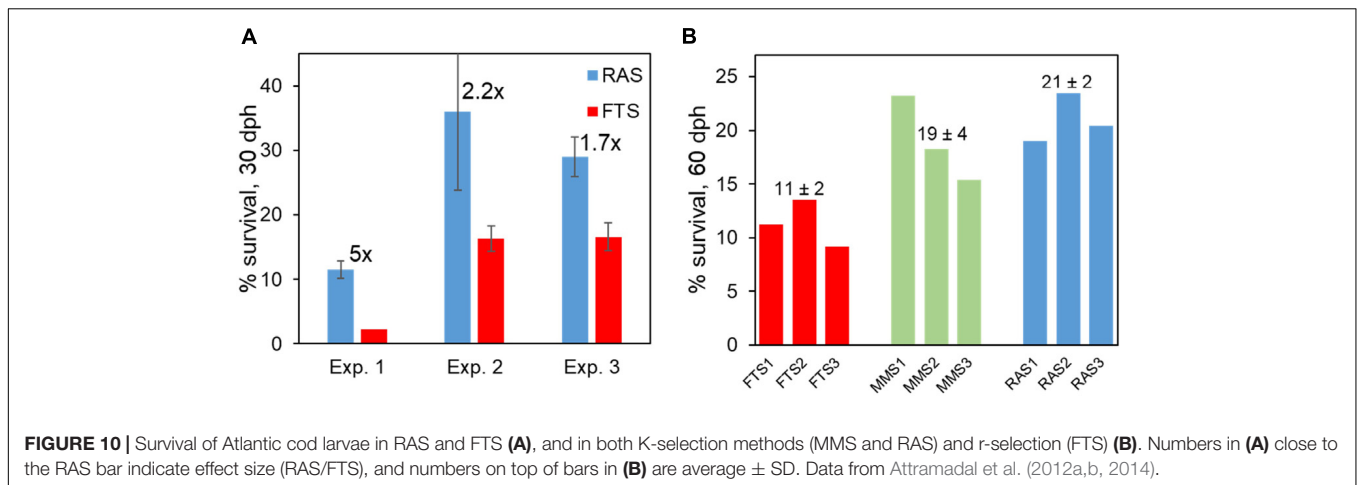 A
% survival, 30 dph
40
30
20
10
0
RAS
FTS
5x
2.2x
1.7x
Exp. 1
Exp. 2
Exp. 3
B
% survival, 60 dph
25
20
15
10
5
0
11 ± 2
19 ± 4
21 ± 2
FTS1
FTS2
FTS3
MMS1
MMS2
MMS3
RAS1
RAS2
RAS3
FIGURE 10 | Survival of Atlantic cod larvae in RAS and FTS (A), and in both K-selection methods (MMS and RAS) and r-selection (FTS) (B). Numbers in (A) close to
the RAS bar indicate effect size (RAS/FTS), and numbers on top of bars in (B) are average ± SD. Data from Attramadal et al. (2012a,b, 2014).